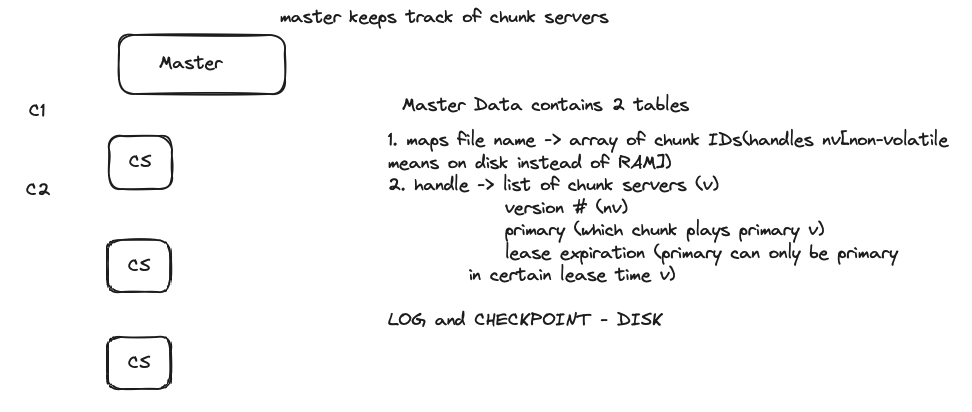 master keeps track of chunk servers
Master
C1
Master Data contains 2 tables
1. maps file name -> array of chunk IDs(handles nv[non-volatile
means on disk instead of RAM])
CS
C2
2. handle -> list of chunk servers (v)
version # (nv)
primary (which chunk plays primary v)
lease expiration (primary can only be primary
in certain lease time v)
CS
LOG and CHECKPOINT - DISK
CS